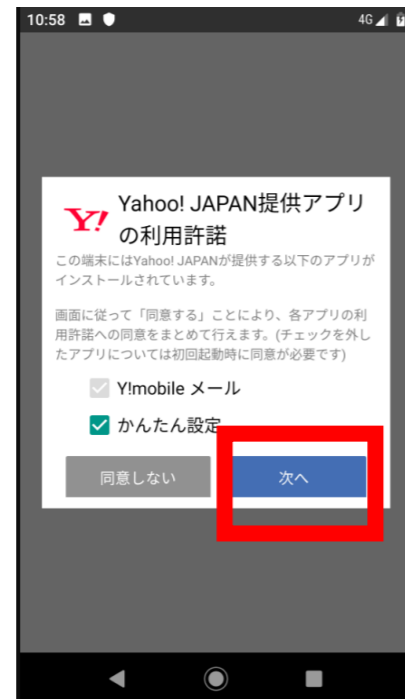 10:58 4G
Y! Yahoo! JAPAN提供アプリ
の利用許諾
この端末にはYahoo! JAPANが提供する以下のアプリが
インストールされています。
画面に従って「同意する」ことにより、各アプリの利
用許諾への同意をまとめて行えます。(チェックを外し
たアプリについては初回起動時に同意が必要です)
Y!mobile メール
かんたん設定
同意しない 次へ